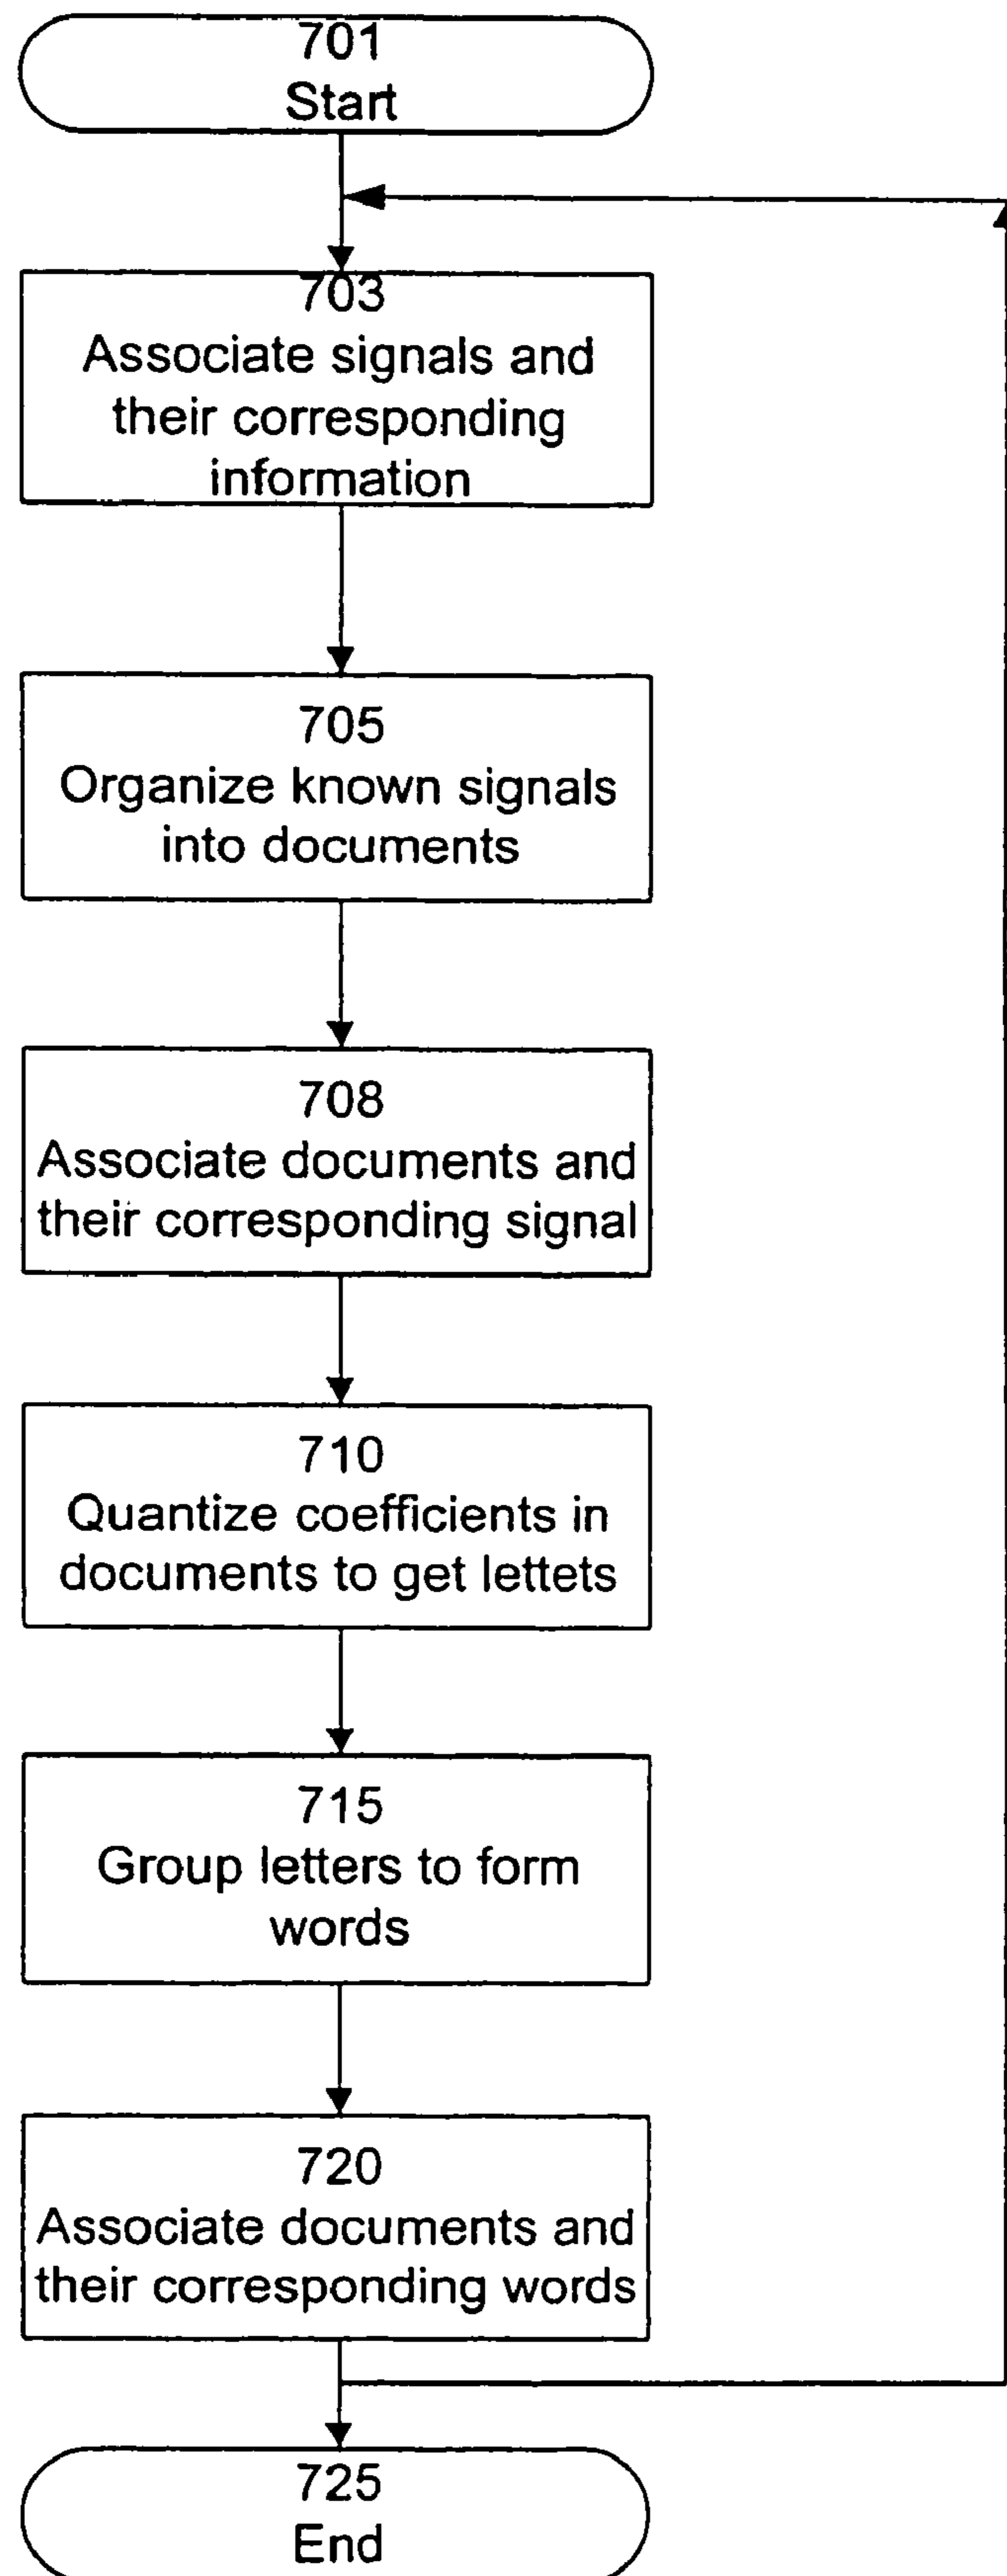 701
Start
703
Associate signals and
their corresponding
information
705
Organize known signals
into documents
708
Associate documents and
their corresponding signal
710
Quantize coefficients in
documents to get lettets
715
Group letters to form
words
720
Associate documents and
their corresponding words
725
End